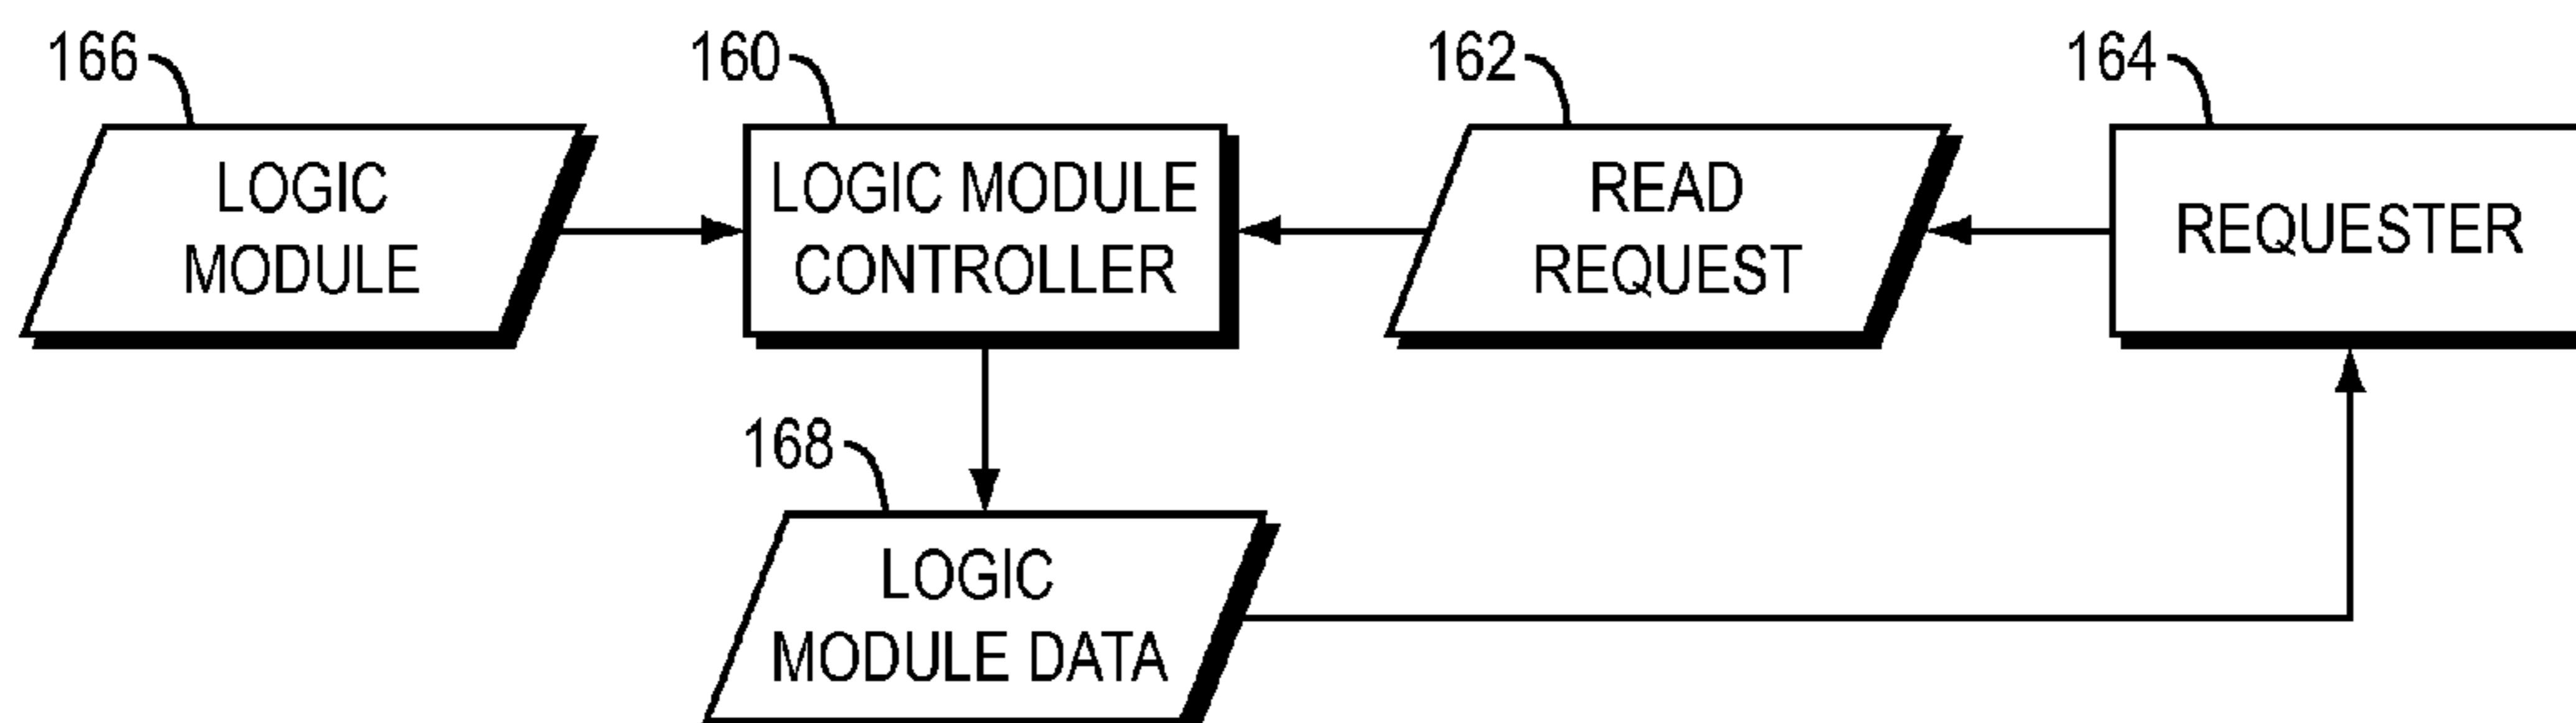 166
160
162
164
LOGIC
MODULE
LOGIC MODULE
CONTROLLER
READ
REQUEST
REQUESTER
168
LOGIC
MODULE DATA